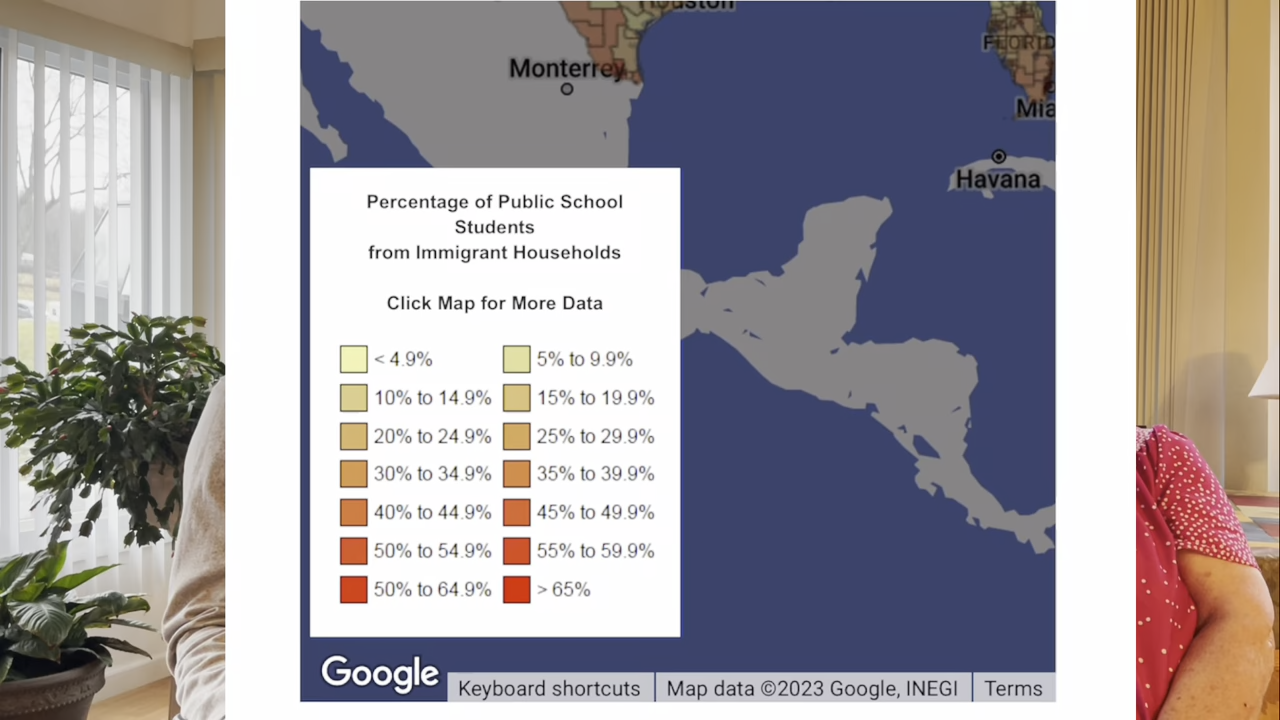 Houston
FLORID
Monterrey
Mia
Havana
Percentage of Public School
Students
from Immigrant Households
Click Map for More Data
< 4.9% 5% to 9.9%
10% to 14.9% 15% to 19.9%
20% to 24.9% 25% to 29.9%
30% to 34.9% 35% to 39.9%
40% to 44.9% 45% to 49.9%
50% to 54.9% 55% to 59.9%
50% to 64.9% > 65%
Google
Keyboard shortcuts Map data ©2023 Google, INEGI Terms